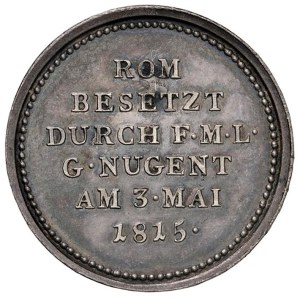 ROM
BESETZT
DURCH F·M·L·
G·NUGENT
AM 3·MAI
1815·